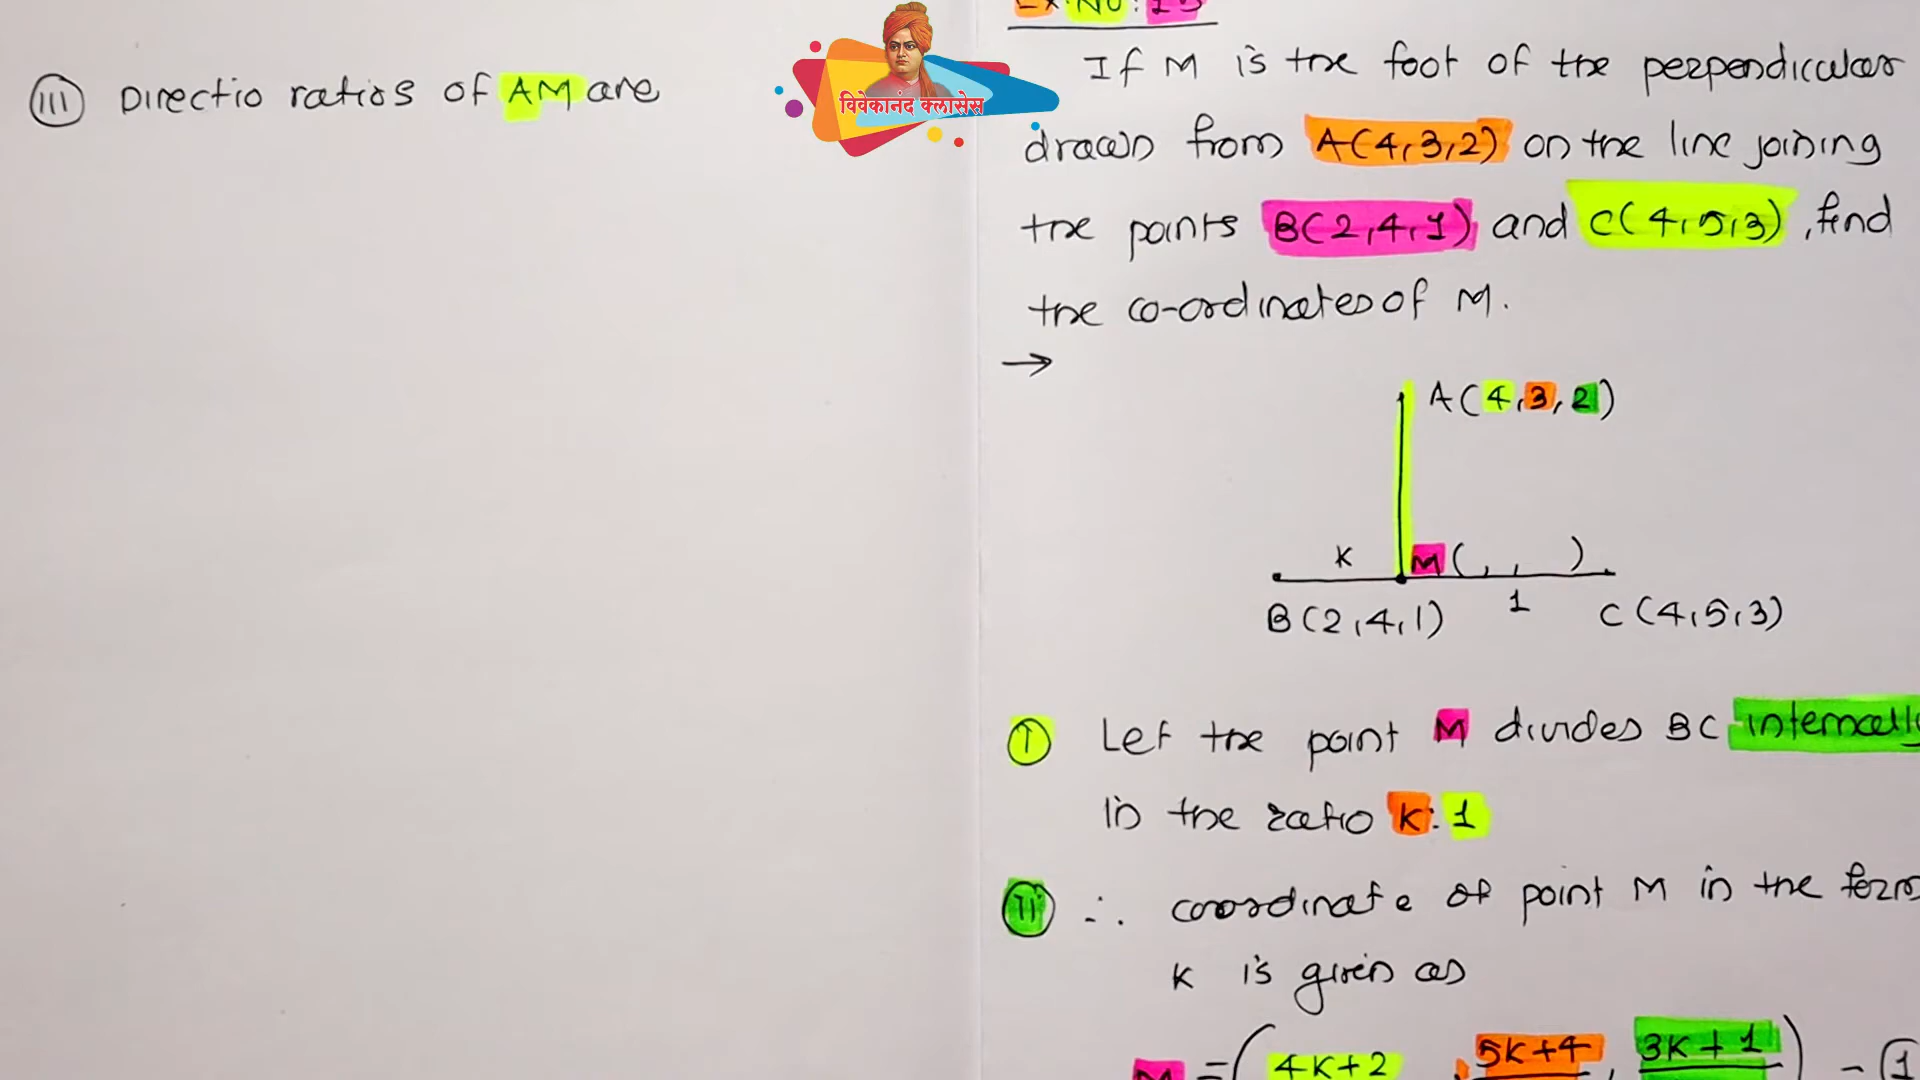 III Directio ratios of AM are
विवेकानंद क्लासेस
If M is the foot of the perpendicular
drawn from A(4,3,2) on the line joining
the points B(2,4,1) and C(4,5,3), find
the co-ordinates of M.
→
A(4,3,2)
K M( , , )
1
B(2,4,1) C(4,5,3)
I Let the point M divides BC internally
in the ratio K:1
II ∴ coordinate of point M in the form
K is given as
M = ( 4K+2 , 5K+4 , 3K+1 ) - 1